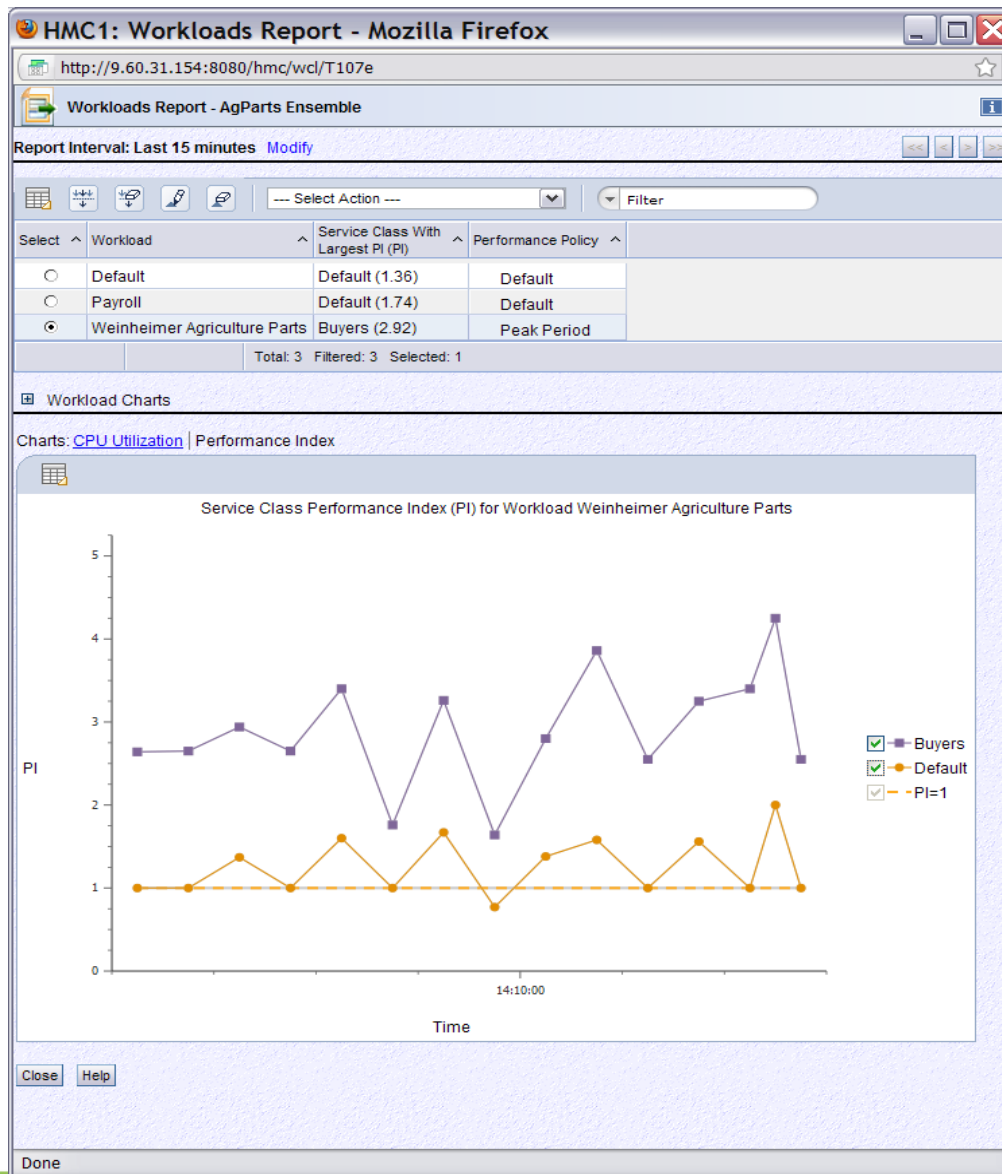 HMC1: Workloads Report - Mozilla Firefox
http://9.60.31.154:8080/hmc/wcl/T107e
Workloads Report - AgParts Ensemble
i
Report Interval: Last 15 minutes Modify << < > >>
--- Select Action --- Filter
Select ^ Workload ^ Service Class With Largest PI (PI) ^ Performance Policy ^
Default Default (1.36) Default
Payroll Default (1.74) Default
Weinheimer Agriculture Parts Buyers (2.92) Peak Period
Total: 3 Filtered: 3 Selected: 1
Workload Charts
Charts: CPU Utilization | Performance Index
Service Class Performance Index (PI) for Workload Weinheimer Agriculture Parts
5
4
3
2
1
0
PI
14:10:00
Time
Buyers
Default
PI=1
Close Help
Done